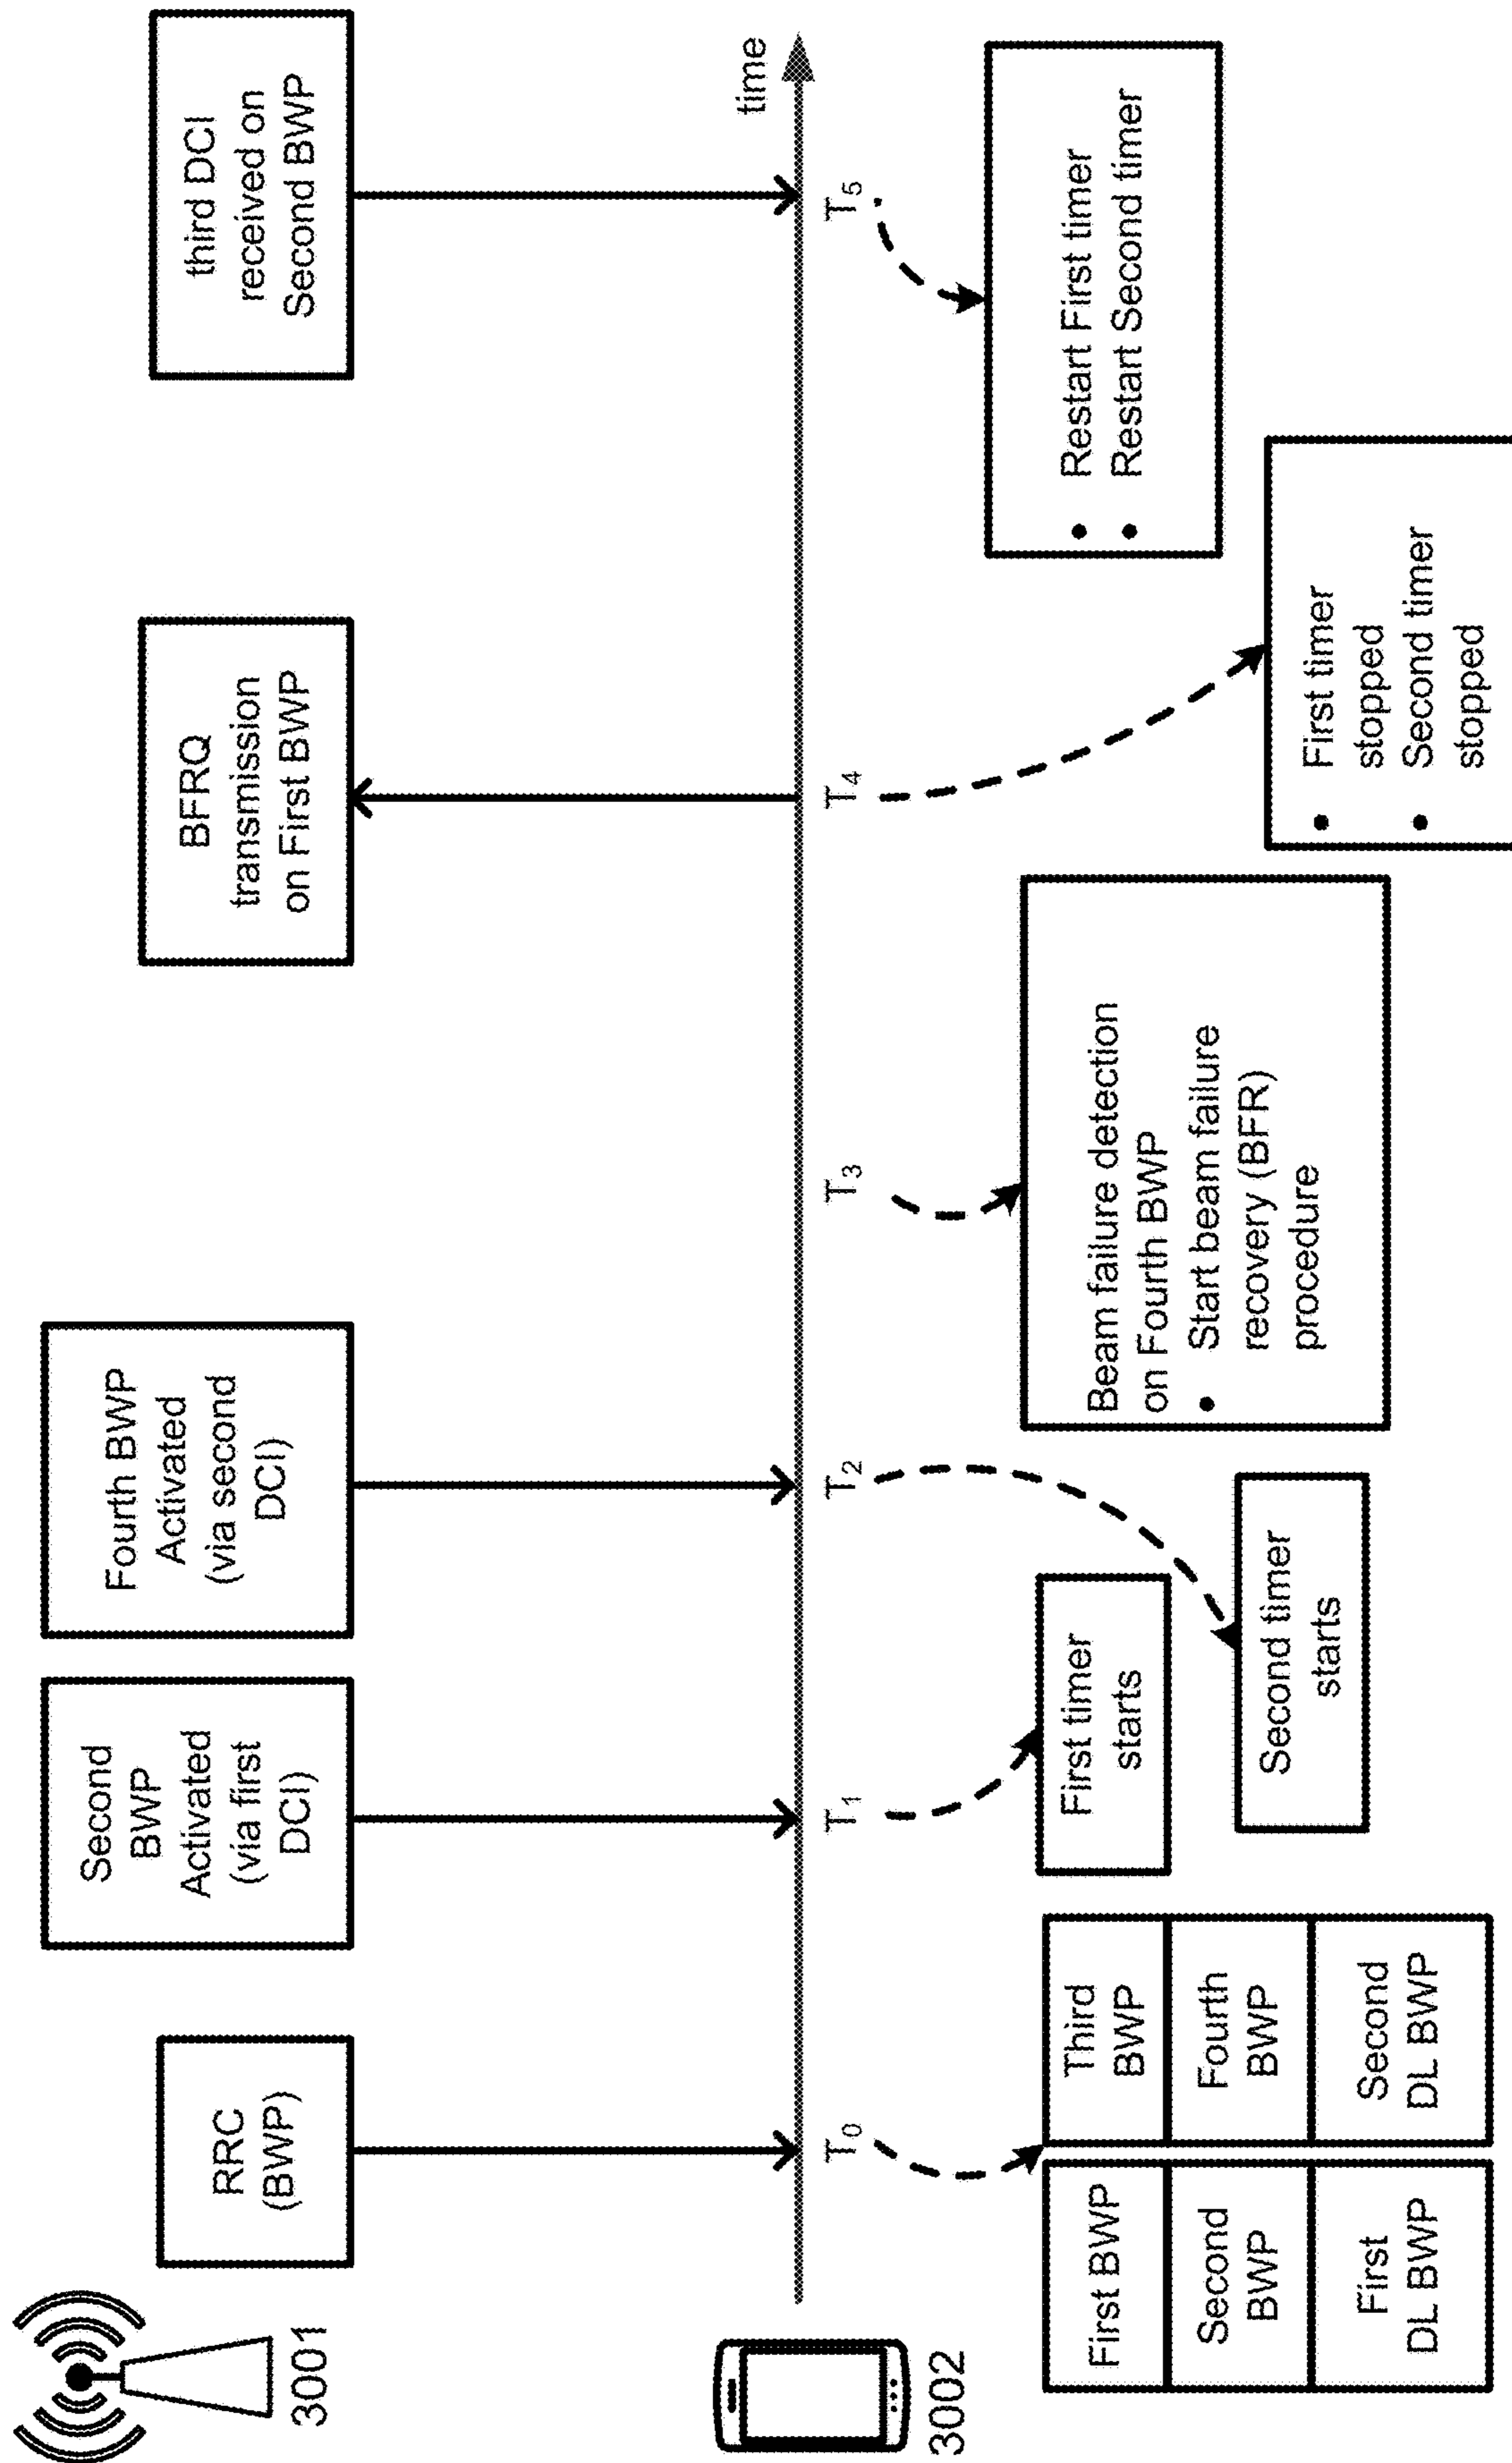 3001
RRC
(BWP)
Second
BWP
Activated
(via first
DCI)
Fourth BWP
Activated
(via second
DCI)
BFRQ
transmission
on First BWP
third DCI
received on
Second BWP
time
3002
T0
T1
T2
T3
T4
T5
First BWP
Third
BWP
Second
BWP
Fourth
BWP
First
DL BWP
Second
DL BWP
First timer
starts
Second timer
starts
Beam failure detection
on Fourth BWP
• Start beam failure
recovery (BFR)
procedure
• First timer
stopped
• Second timer
stopped
• Restart First timer
• Restart Second timer